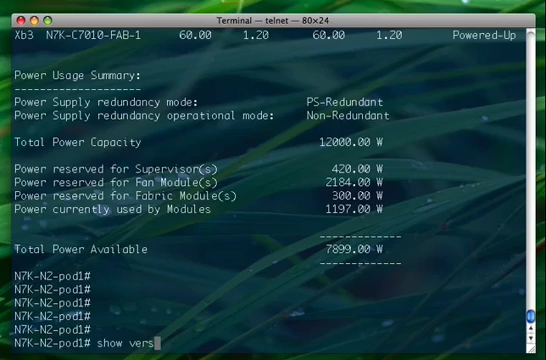 Terminal — telnet — 80×24
Xb3 N7K-C7010-FAB-1 60.00 1.20 60.00 1.20 Powered-Up
Power Usage Summary:
--------------------
Power Supply redundancy mode: PS-Redundant
Power Supply redundancy operational mode: Non-Redundant
Total Power Capacity 12000.00 W
Power reserved for Supervisor(s) 420.00 W
Power reserved for Fan Module(s) 2184.00 W
Power reserved for Fabric Module(s) 300.00 W
Power currently used by Modules 1197.00 W
-------------
Total Power Available 7899.00 W
-------------
N7K-N2-pod1#
N7K-N2-pod1#
N7K-N2-pod1#
N7K-N2-pod1#
N7K-N2-pod1#
N7K-N2-pod1# show vers